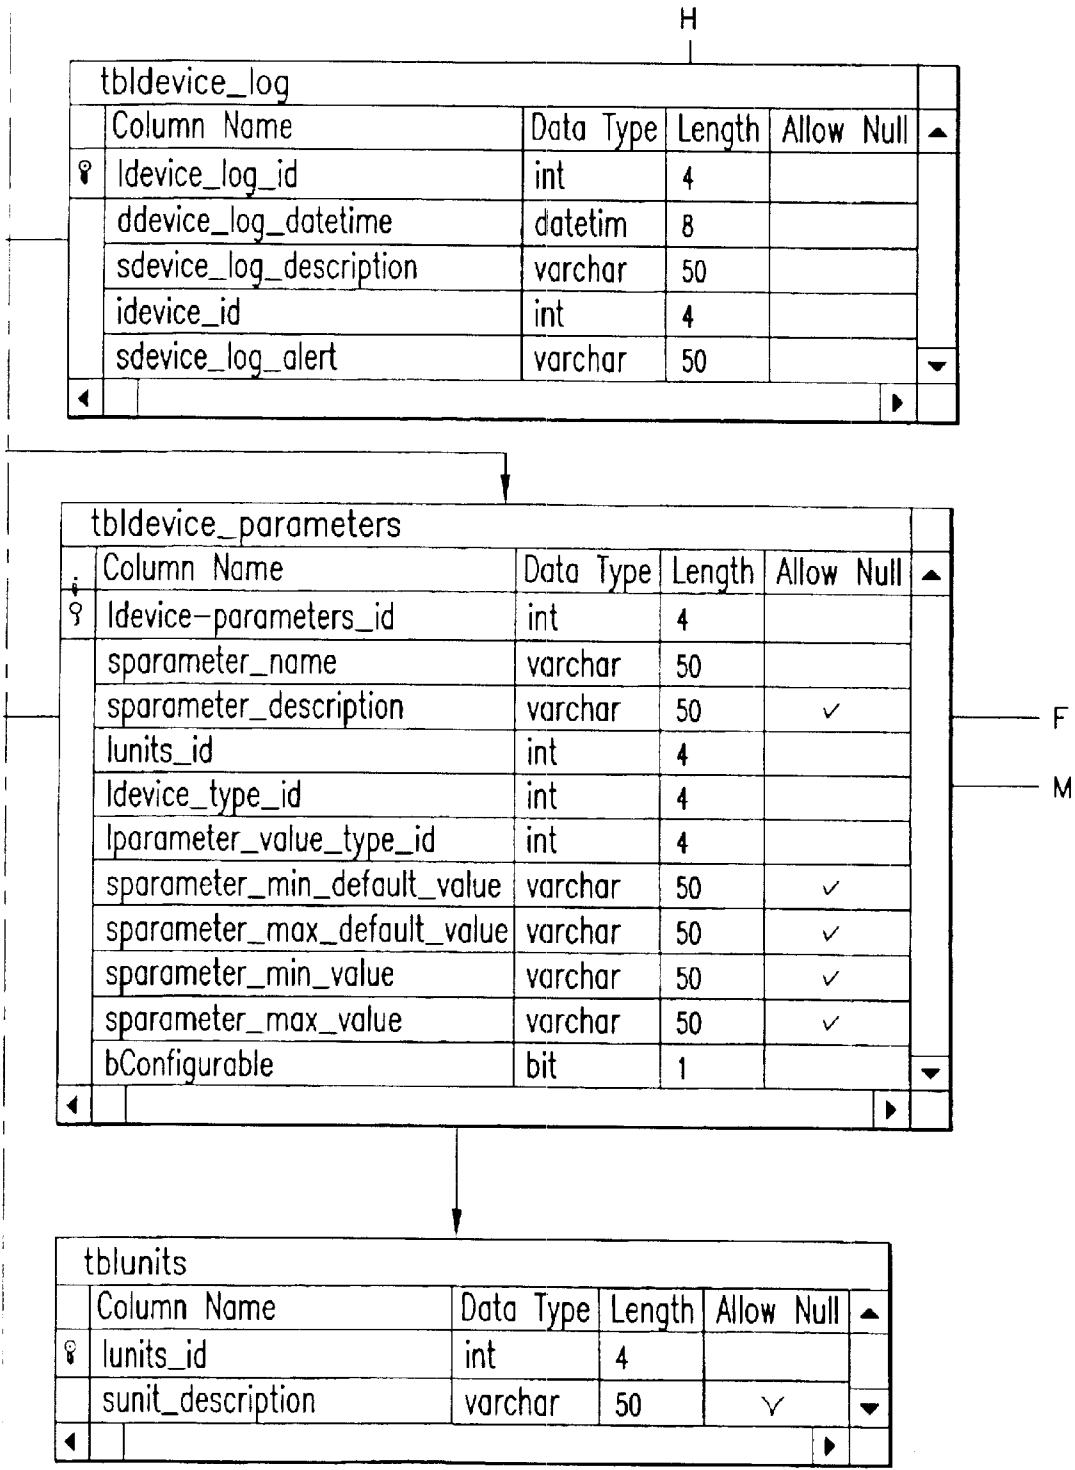 H
tbldevice_log
Column Name Data Type Length Allow Null
ldevice_log_id int 4
ddevice_log_datetime datetim 8
sdevice_log_description varchar 50
idevice_id int 4
sdevice_log_alert varchar 50
tbldevice_parameters
Column Name Data Type Length Allow Null
ldevice-parameters_id int 4
sparameter_name varchar 50
sparameter_description varchar 50 ✓
F
lunits_id int 4
ldevice_type_id int 4
M
lparameter_value_type_id int 4
sparameter_min_default_value varchar 50 ✓
sparameter_max_default_value varchar 50 ✓
sparameter_min_value varchar 50 ✓
sparameter_max_value varchar 50 ✓
bConfigurable bit 1
tblunits
Column Name Data Type Length Allow Null
lunits_id int 4
sunit_description varchar 50 ✓